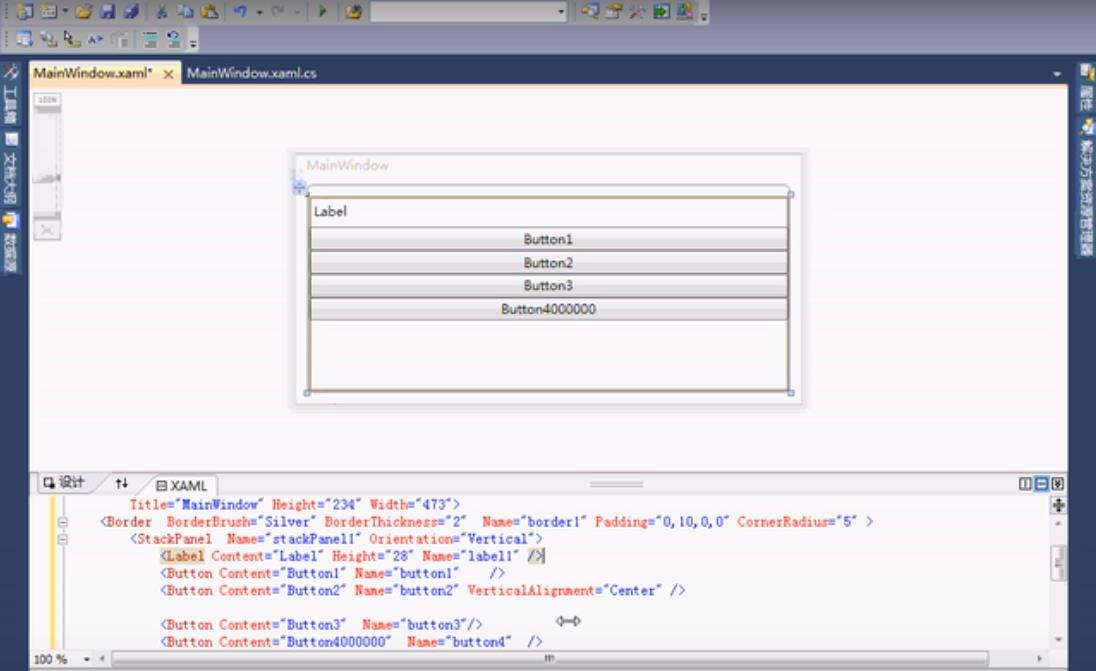 MainWindow.xaml*
MainWindow.xaml.cs
工具箱
文档大纲
数据源
属性
解决方案资源管理器
100%
MainWindow
Label
Button1
Button2
Button3
Button4000000
设计
XAML
Title="MainWindow" Height="234" Width="473">
<Border BorderBrush="Silver" BorderThickness="2" Name="border1" Padding="0,10,0,0" CornerRadius="5" >
<StackPanel Name="stackPanel1" Orientation="Vertical">
<Label Content="Label" Height="28" Name="label1" />
<Button Content="Button1" Name="button1" />
<Button Content="Button2" Name="button2" VerticalAlignment="Center" />
<Button Content="Button3" Name="button3"/>
<Button Content="Button4000000" Name="button4" />
100 %